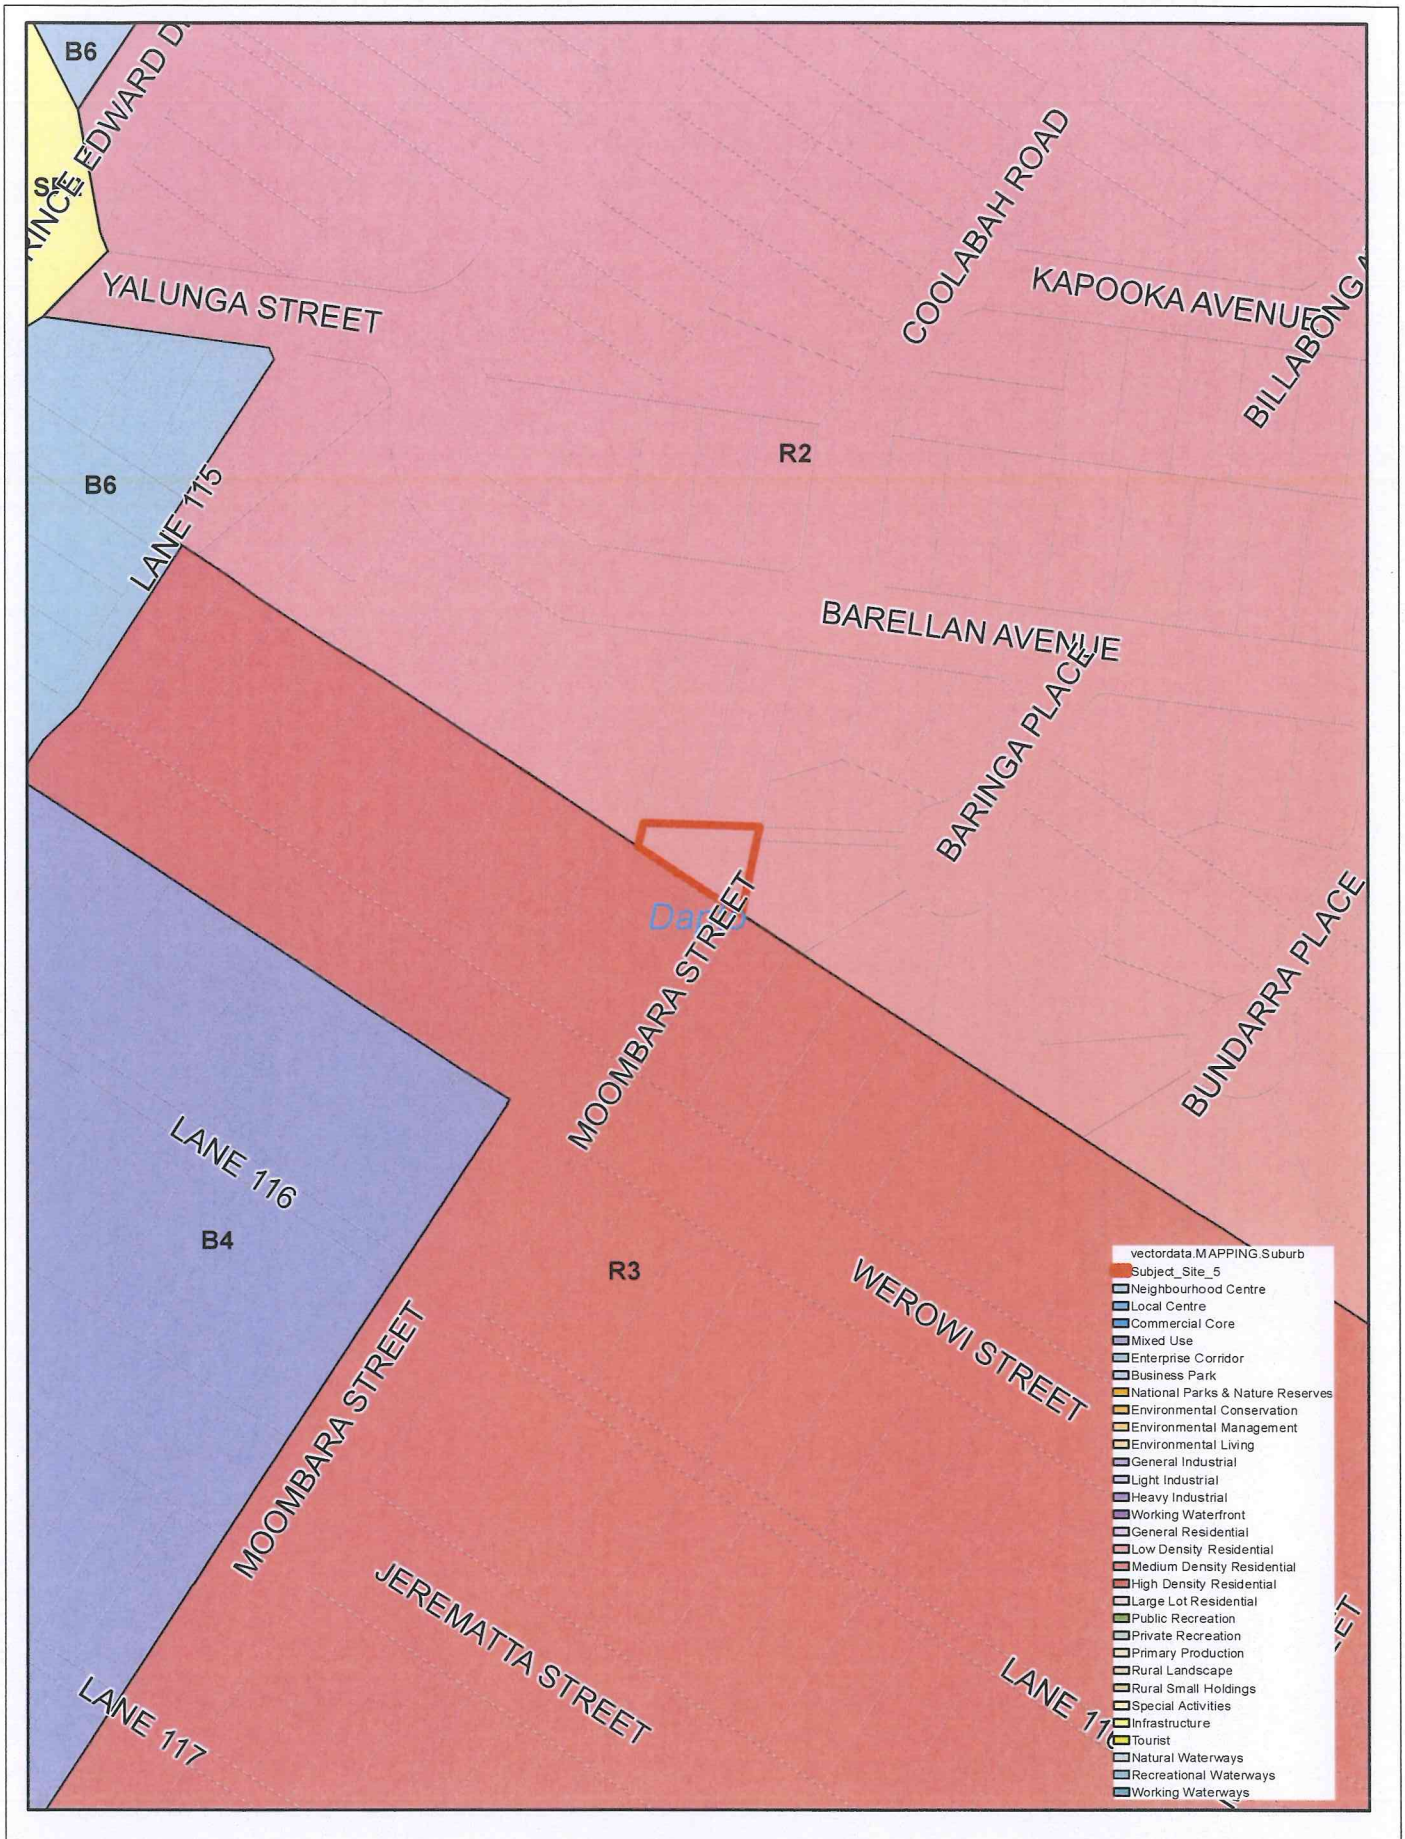 B6
COOLABAH ROAD
YALUNGA STREET
KAPOOKA AVENUE
B6
R2
LANE 115
BARELLAN AVENUE
BARINGA PLACE
MOOMBARA STREET
BUNDARRA PLACE
LANE 116
B4
R3
WEROWI STREET
MOOMBARA STREET
JEREMATTA STREET
LANE 117
vectordata.MAPPING.Suburb
Subject_Site_5
Neighbourhood Centre
Local Centre
Commercial Core
Mixed Use
Enterprise Corridor
Business Park
National Parks & Nature Reserves
Environmental Conservation
Environmental Management
Environmental Living
General Industrial
Light Industrial
Heavy Industrial
Working Waterfront
General Residential
Low Density Residential
Medium Density Residential
High Density Residential
Large Lot Residential
Public Recreation
Private Recreation
Primary Production
Rural Landscape
Rural Small Holdings
Special Activities
Infrastructure
Tourist
Natural Waterways
Recreational Waterways
Working Waterways